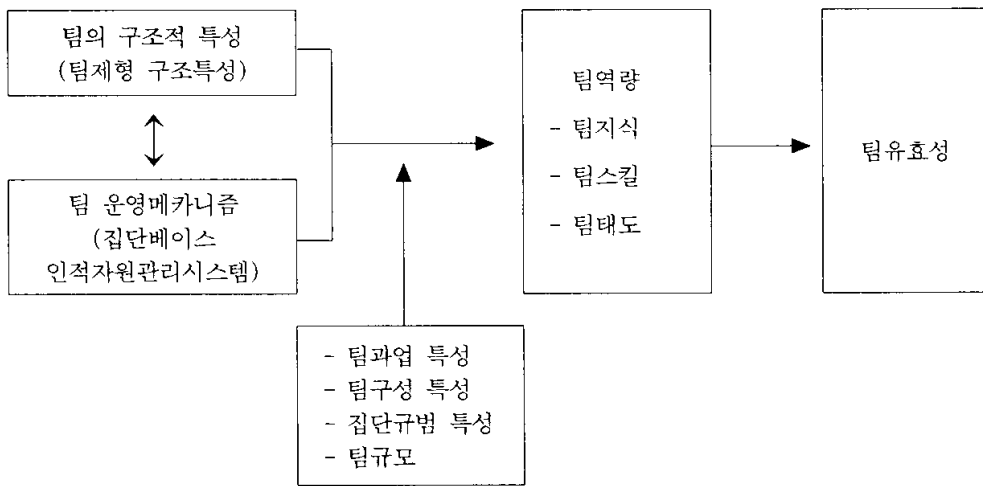 팀의 구조적 특성
(팀제형 구조특성)
팀 운영메카니즘
(집단베이스
인적자원관리시스템)
- 팀과업 특성
- 팀구성 특성
- 집단규범 특성
- 팀규모
팀역량
- 팀지식
- 팀스킬
- 팀태도
팀유효성